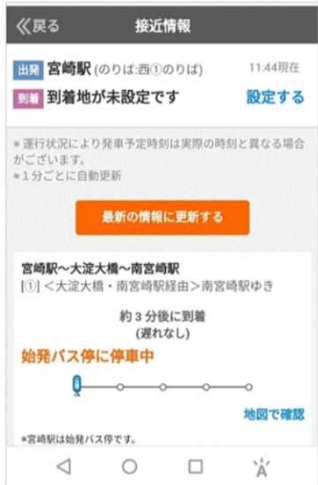 ≪戻る 接近情報
出発 宮崎駅 (のりば:西①のりば) 11:44現在
到着 到着地が未設定です 設定する
* 運行状況により発車予定時刻は実際の時刻と異なる場合
がございます。
*1分ごとに自動更新
最新の情報に更新する
宮崎駅～大淀大橋～南宮崎駅
[①] <大淀大橋・南宮崎駅経由>南宮崎駅ゆき
約3分後に到着
(遅れなし)
始発バス停に停車中
地図で確認
*宮崎駅は始発バス停です。